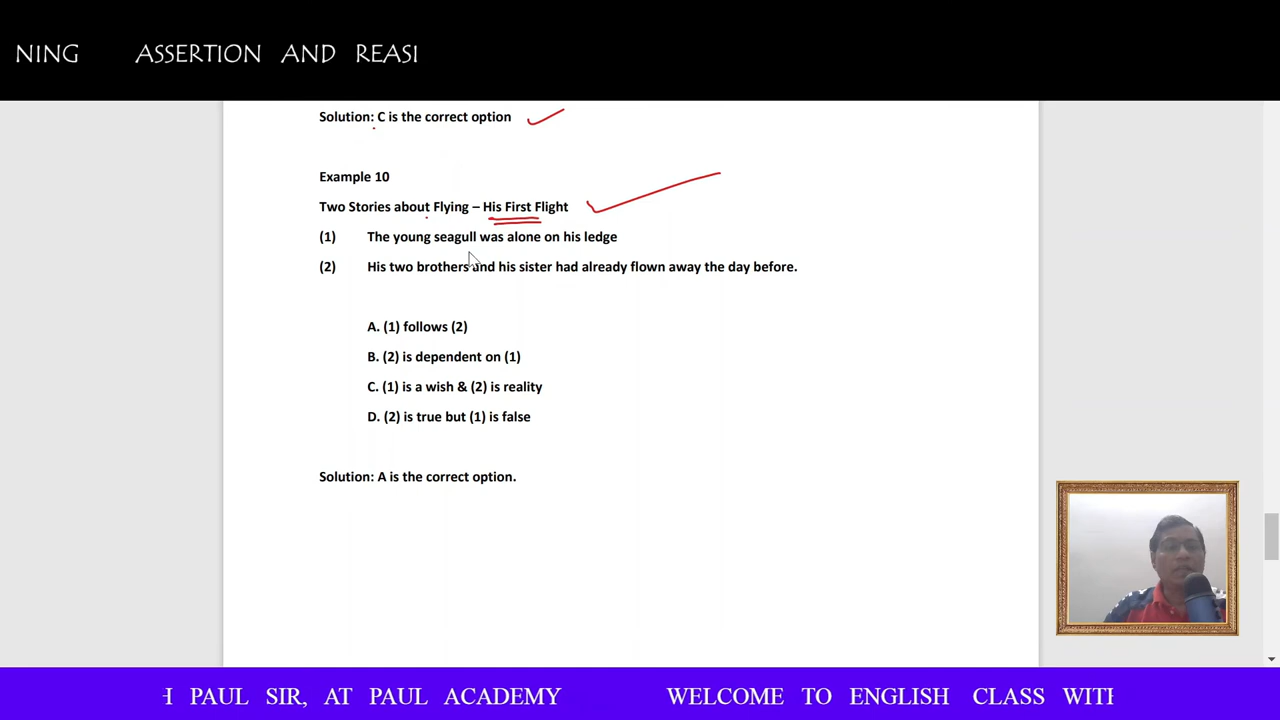 NING ASSERTION AND REASI
Solution: C is the correct option
Example 10
Two Stories about Flying – His First Flight
(1) The young seagull was alone on his ledge
(2) His two brothers and his sister had already flown away the day before.
A. (1) follows (2)
B. (2) is dependent on (1)
C. (1) is a wish & (2) is reality
D. (2) is true but (1) is false
Solution: A is the correct option.
H PAUL SIR, AT PAUL ACADEMY WELCOME TO ENGLISH CLASS WITH